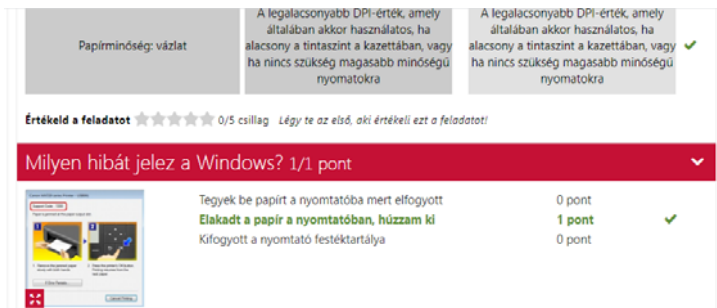 A legalacsonyabb DPI-érték, amely
általában akkor használatos, ha
alacsony a tintaszint a kazettában, vagy
ha nincs szükség magasabb minőségű
nyomatokra
A legalacsonyabb DPI-érték, amely
általában akkor használatos, ha
alacsony a tintaszint a kazettában, vagy
ha nincs szükség magasabb minőségű
nyomatokra
Papírminőség: vázlat
Értékeld a feladatot 0/5 csillag Légy te az első, aki értékeli ezt a feladatot!
Milyen hibát jelez a Windows? 1/1 pont
Tegyek be papírt a nyomtatóba mert elfogyott 0 pont
Elakadt a papír a nyomtatóban, húzzam ki 1 pont
Kifogyott a nyomtató festéktartálya 0 pont
1
2